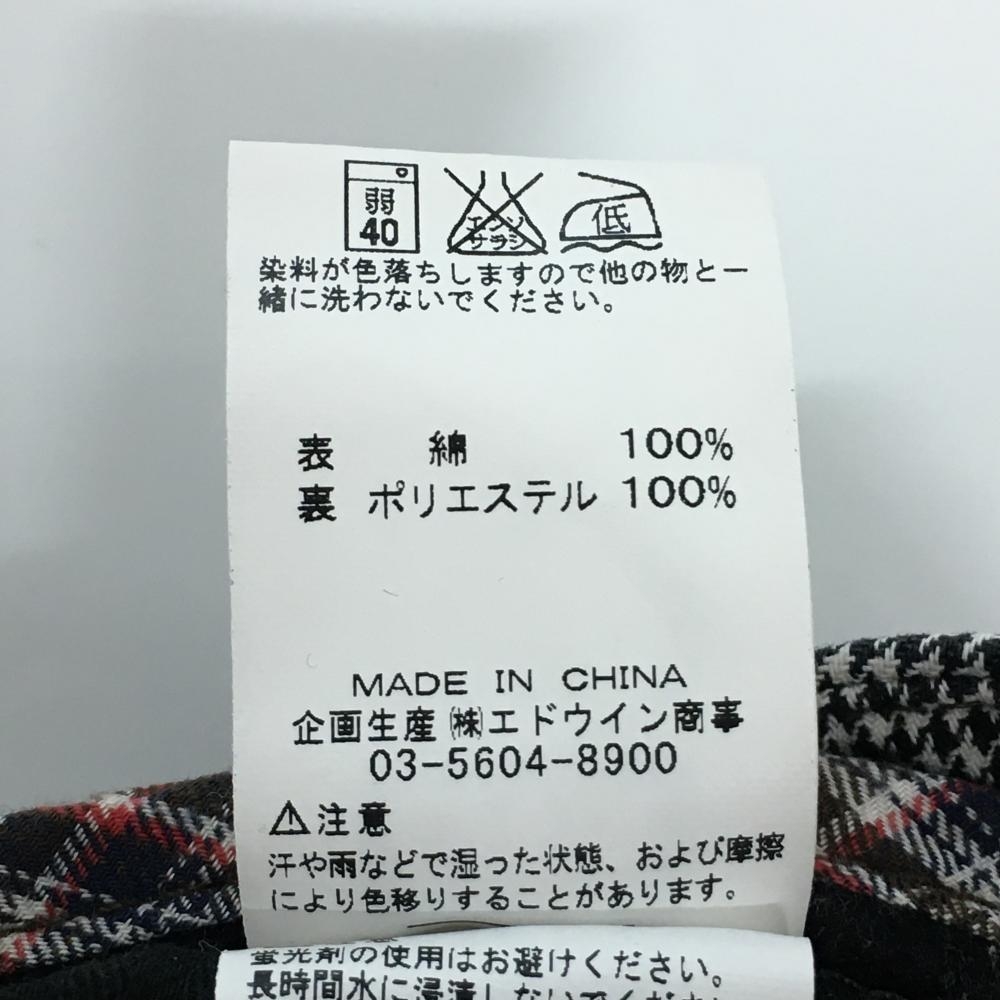 弱
40
エンソ
サラシ
低
染料が色落ちしますので他の物と一
緒に洗わないでください。
表 綿 100%
裏 ポリエステル 100%
MADE IN CHINA
企画生産㈱エドウイン商事
03-5604-8900
⚠注意
汗や雨などで湿った状態、および摩擦
により色移りすることがあります。
蛍光剤の使用はお避けください。
長時間水に浸漬しないでください